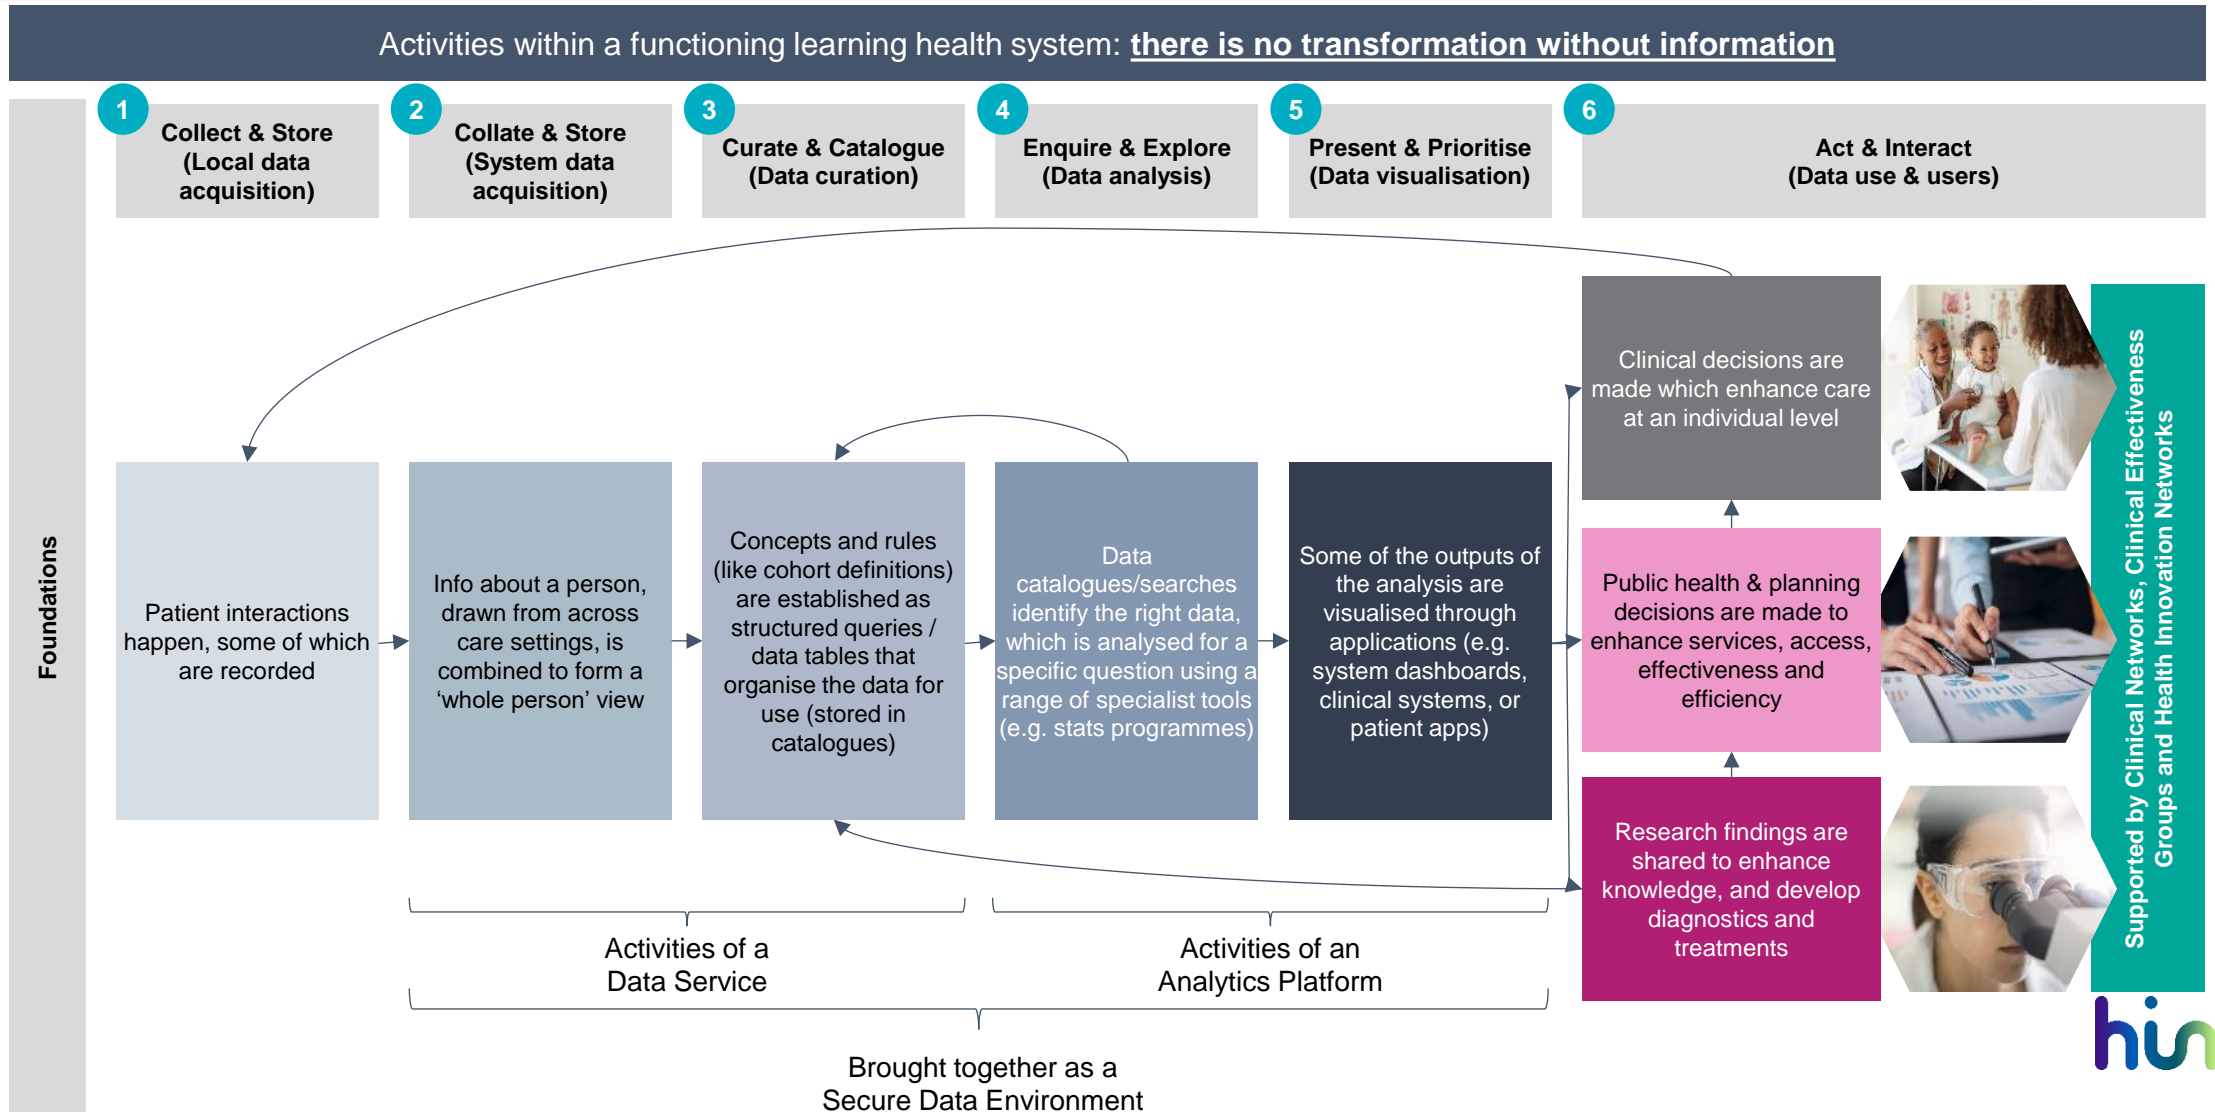 Activities within a functioning learning health system: there is no transformation without information
1
Collect & Store
(Local data
acquisition)
2
Collate & Store
(System data
acquisition)
3
Curate & Catalogue
(Data curation)
4
Enquire & Explore
(Data analysis)
5
Present & Prioritise
(Data visualisation)
6
Act & Interact
(Data use & users)
Foundations
Patient interactions
happen, some of which
are recorded
Info about a person,
drawn from across
care settings, is
combined to form a
‘whole person’ view
Concepts and rules
(like cohort definitions)
are established as
structured queries /
data tables that
organise the data for
use (stored in
catalogues)
Data
catalogues/searches
identify the right data,
which is analysed for a
specific question using a
range of specialist tools
(e.g. stats programmes)
Some of the outputs of
the analysis are
visualised through
applications (e.g.
system dashboards,
clinical systems, or
patient apps)
Clinical decisions are
made which enhance care
at an individual level
Public health & planning
decisions are made to
enhance services, access,
effectiveness and
efficiency
Research findings are
shared to enhance
knowledge, and develop
diagnostics and
treatments
Supported by Clinical Networks, Clinical Effectiveness
Groups and Health Innovation Networks
Activities of a
Data Service
Activities of an
Analytics Platform
Brought together as a
Secure Data Environment
hin